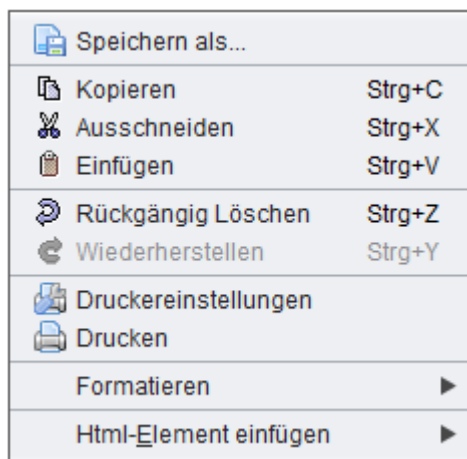 Speichern als...
Kopieren Strg+C
Ausschneiden Strg+X
Einfügen Strg+V
Rückgängig Löschen Strg+Z
Wiederherstellen Strg+Y
Druckereinstellungen
Drucken
Formatieren
Html-Element einfügen